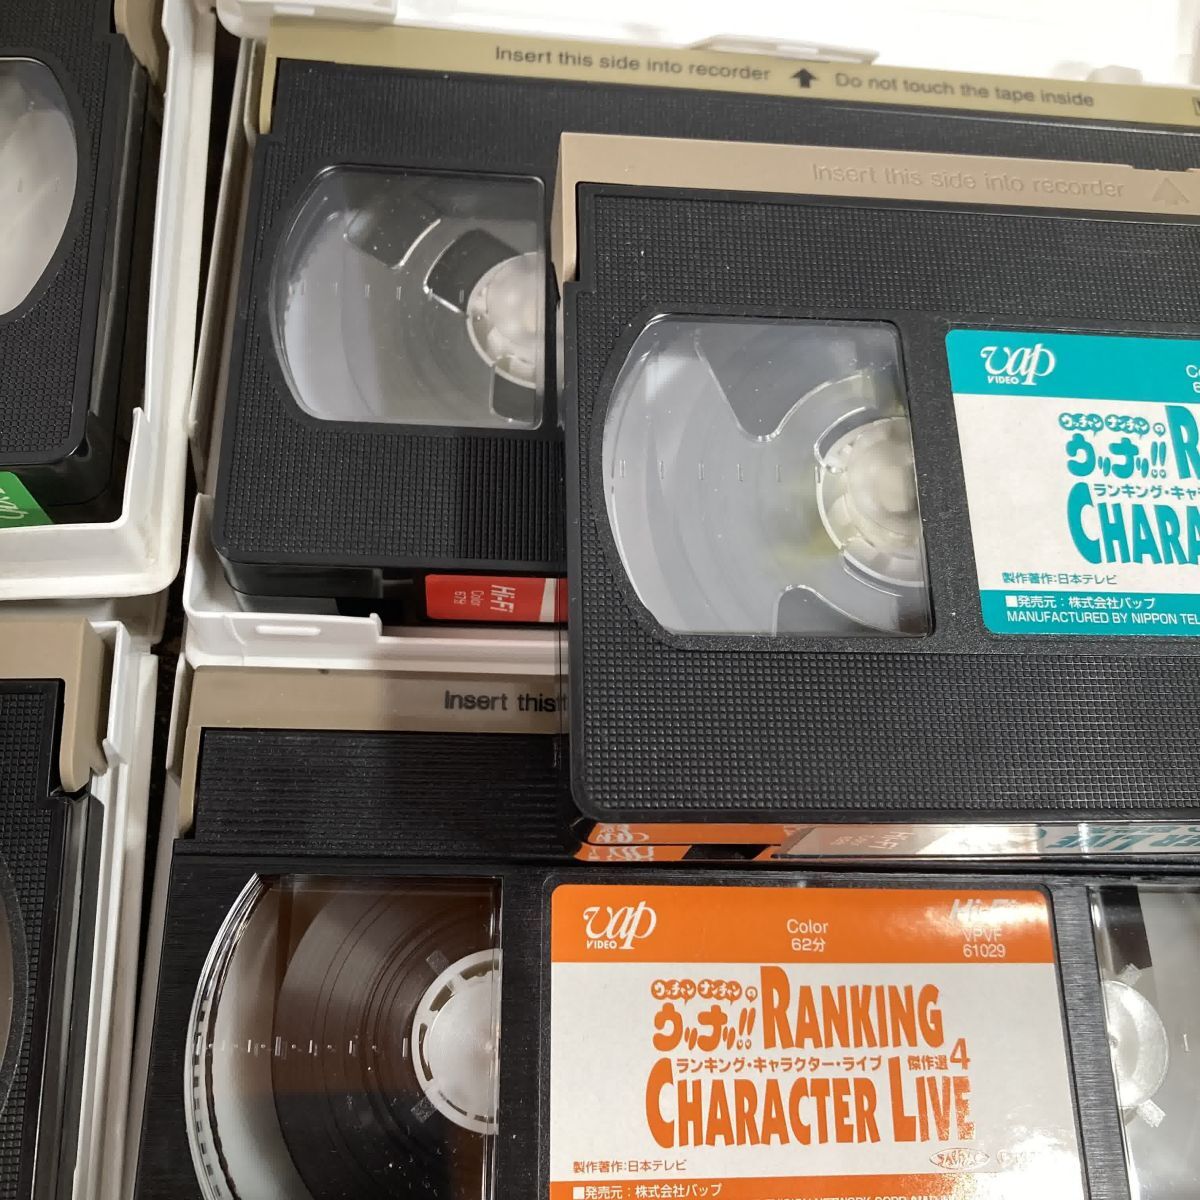 Insert this side into recorder
Do not touch the tape inside
Insert this side into recorder
vap
VIDEO
ウッチャンナンチャンの
ウッナン!!
ランキング・キャラ
CHARA
製作著作:日本テレビ
■発売元:株式会社バップ
MANUFACTURED BY NIPPON TEL
Hi-Fi
Color
67分
Insert this
vap
VIDEO
Color
62分
Hi-Fi
VPVF
61029
ウッチャンナンチャンの
ウッナン!! RANKING
ランキング・キャラクター・ライブ 傑作選4
CHARACTER LIVE
製作著作:日本テレビ
■発売元:株式会社バップ